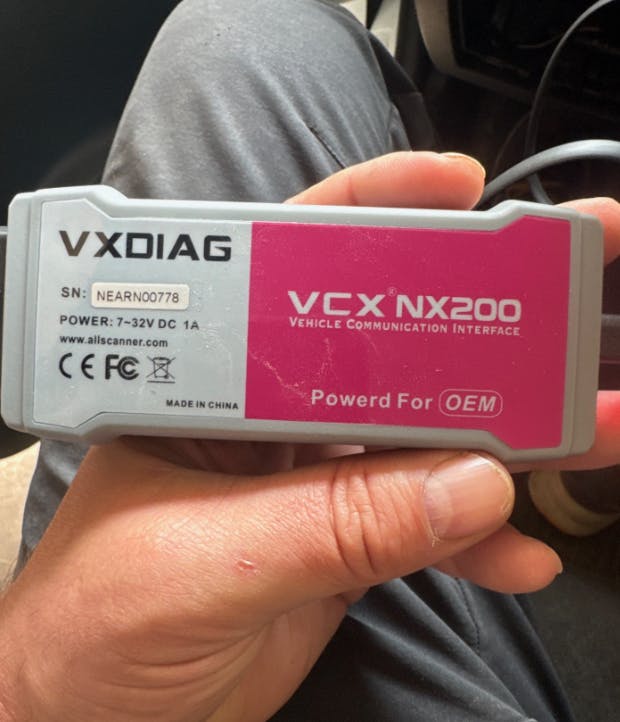 VXDIAG
SN: NEARN00778
POWER: 7~32V DC 1A
www.allscanner.com
CE FC
MADE IN CHINA
VCX® NX200
VEHICLE COMMUNICATION INTERFACE
Powerd For OEM